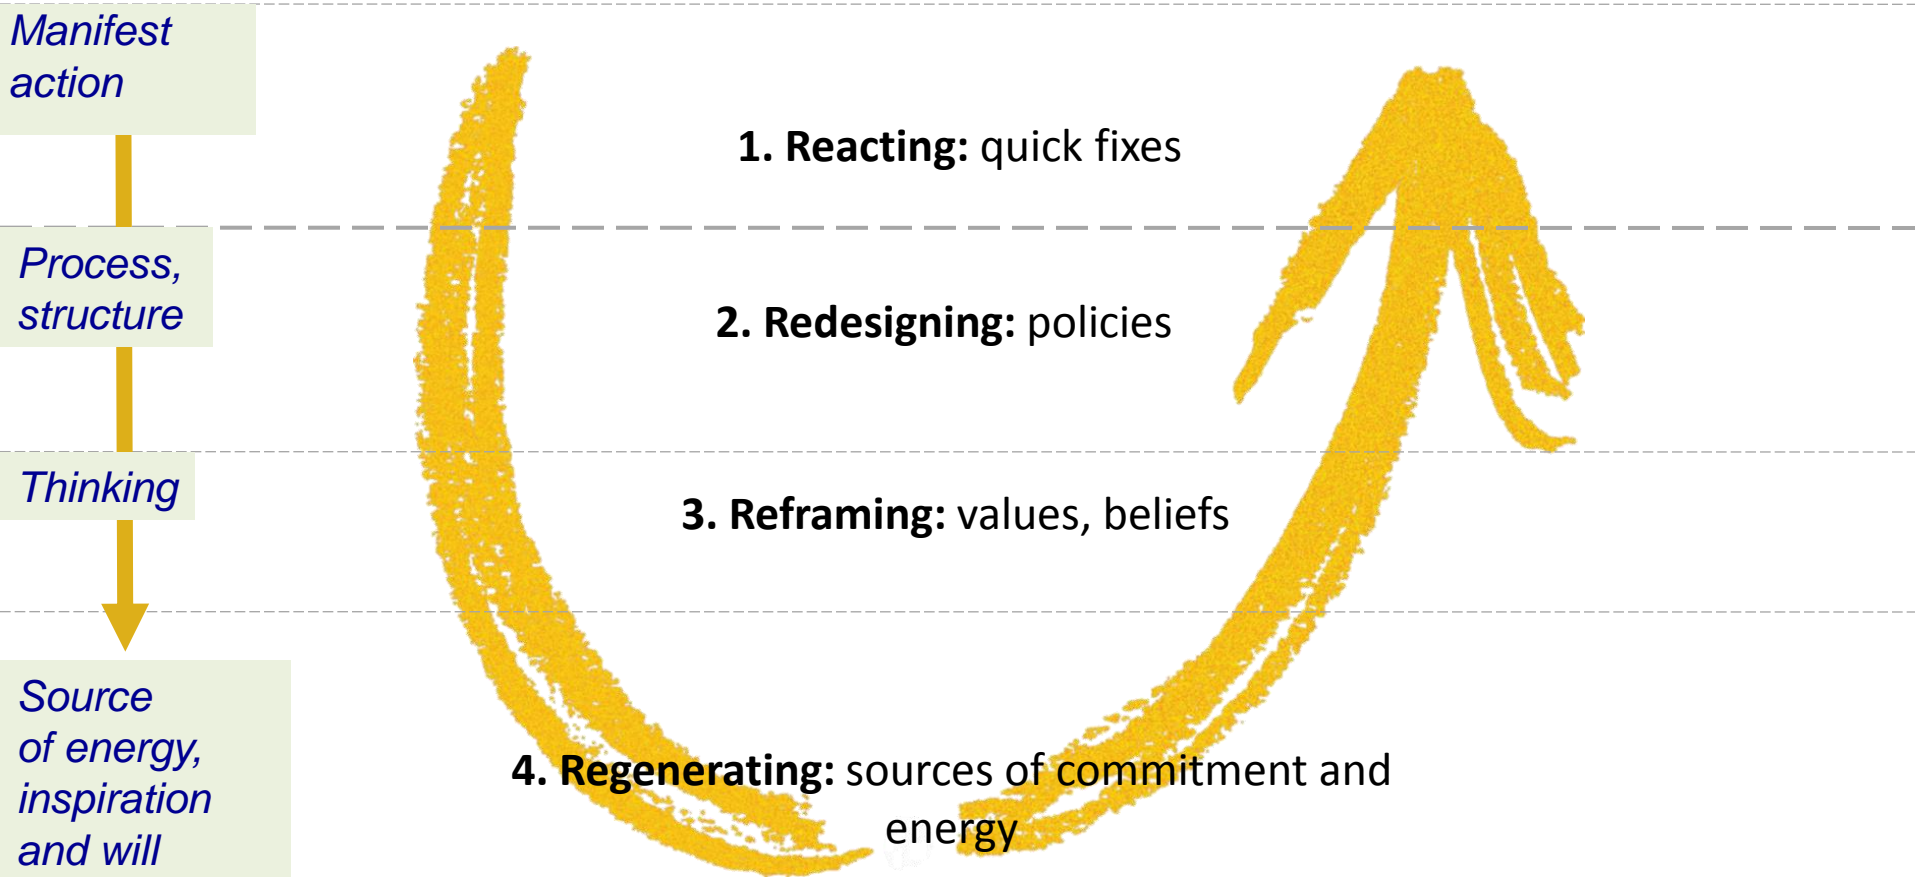 Manifest
action
1. Reacting: quick fixes
Process,
structure
2. Redesigning: policies
Thinking
3. Reframing: values, beliefs
Source
of energy,
inspiration
and will
4. Regenerating: sources of commitment and
energy